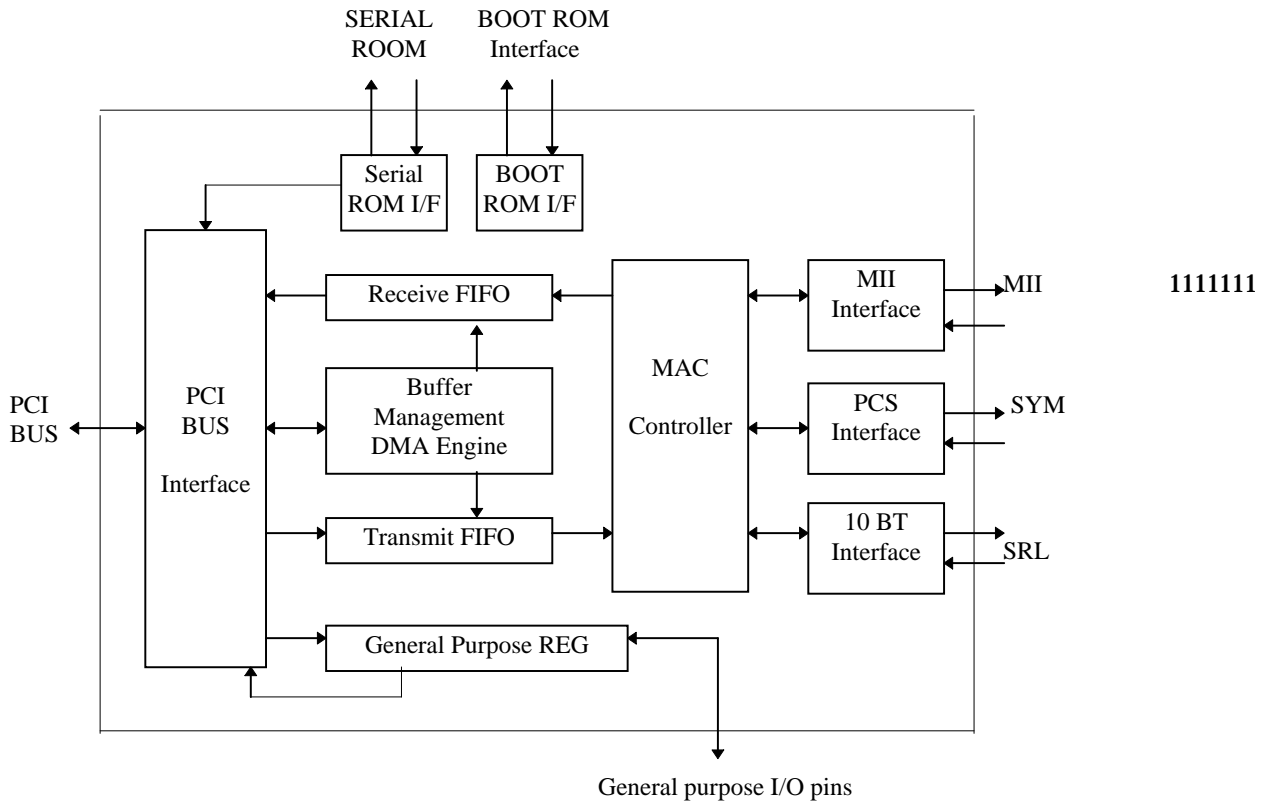 SERIAL
ROOM
BOOT ROM
Interface
Serial
ROM I/F
BOOT
ROM I/F
Receive FIFO
MII
Interface
MII
1111111
PCI
BUS
PCI
BUS
Interface
Buffer
Management
DMA Engine
MAC
Controller
PCS
Interface
SYM
Transmit FIFO
10 BT
Interface
SRL
General Purpose REG
General purpose I/O pins